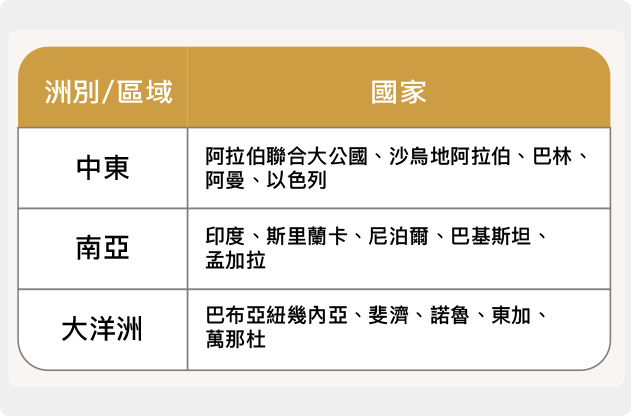 洲別/區域
國家
中東
阿拉伯聯合大公國、沙烏地阿拉伯、巴林、
阿曼、以色列
南亞
印度、斯里蘭卡、尼泊爾、巴基斯坦、
孟加拉
大洋洲
巴布亞紐幾內亞、斐濟、諾魯、東加、
萬那杜